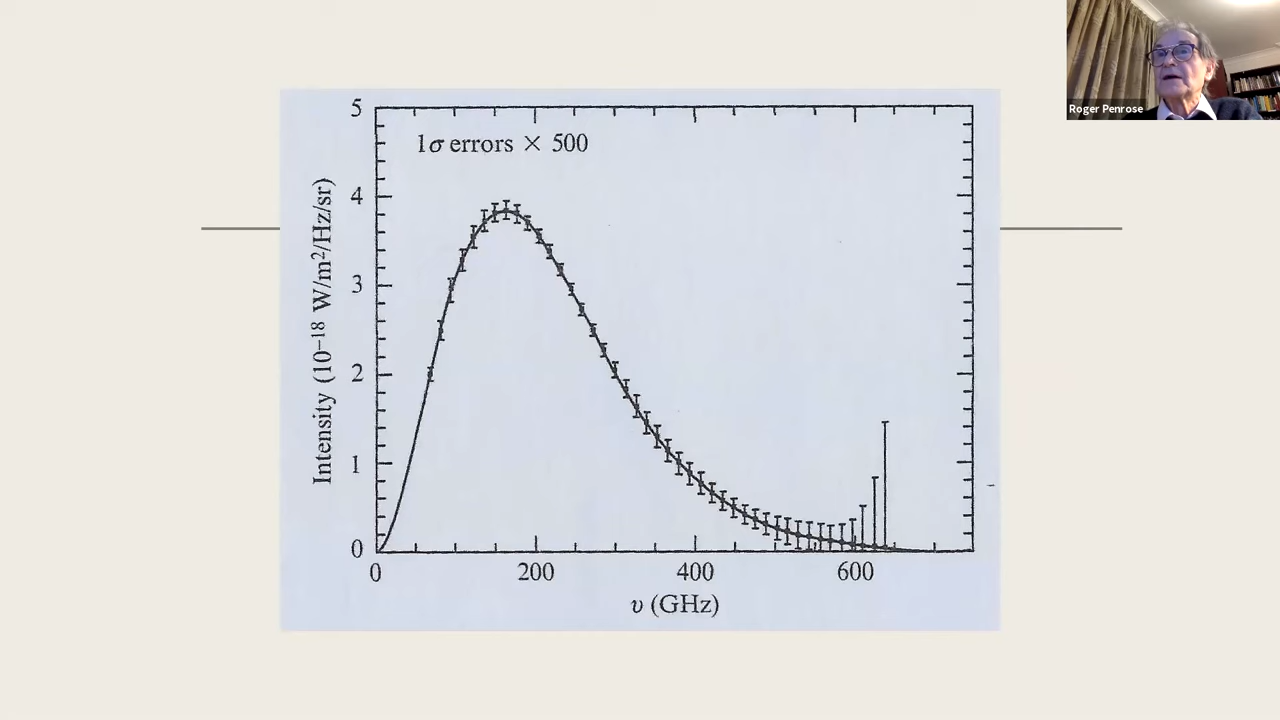 Roger Penrose
1σ errors × 500
Intensity (10⁻¹⁸ W/m²/Hz/sr)
5
4
3
2
1
0
0 200 400 600
υ (GHz)